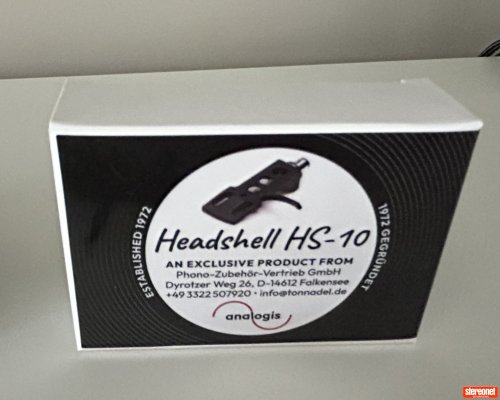 ESTABLISHED 1972
1972 GEGRÜNDET
Headshell HS-10
AN EXCLUSIVE PRODUCT FROM
Phono-Zubehör-Vertrieb GmbH
Dyrotzer Weg 26, D-14612 Falkensee
+49 3322 507920 • info@tonnadel.de
analogis
stereonet